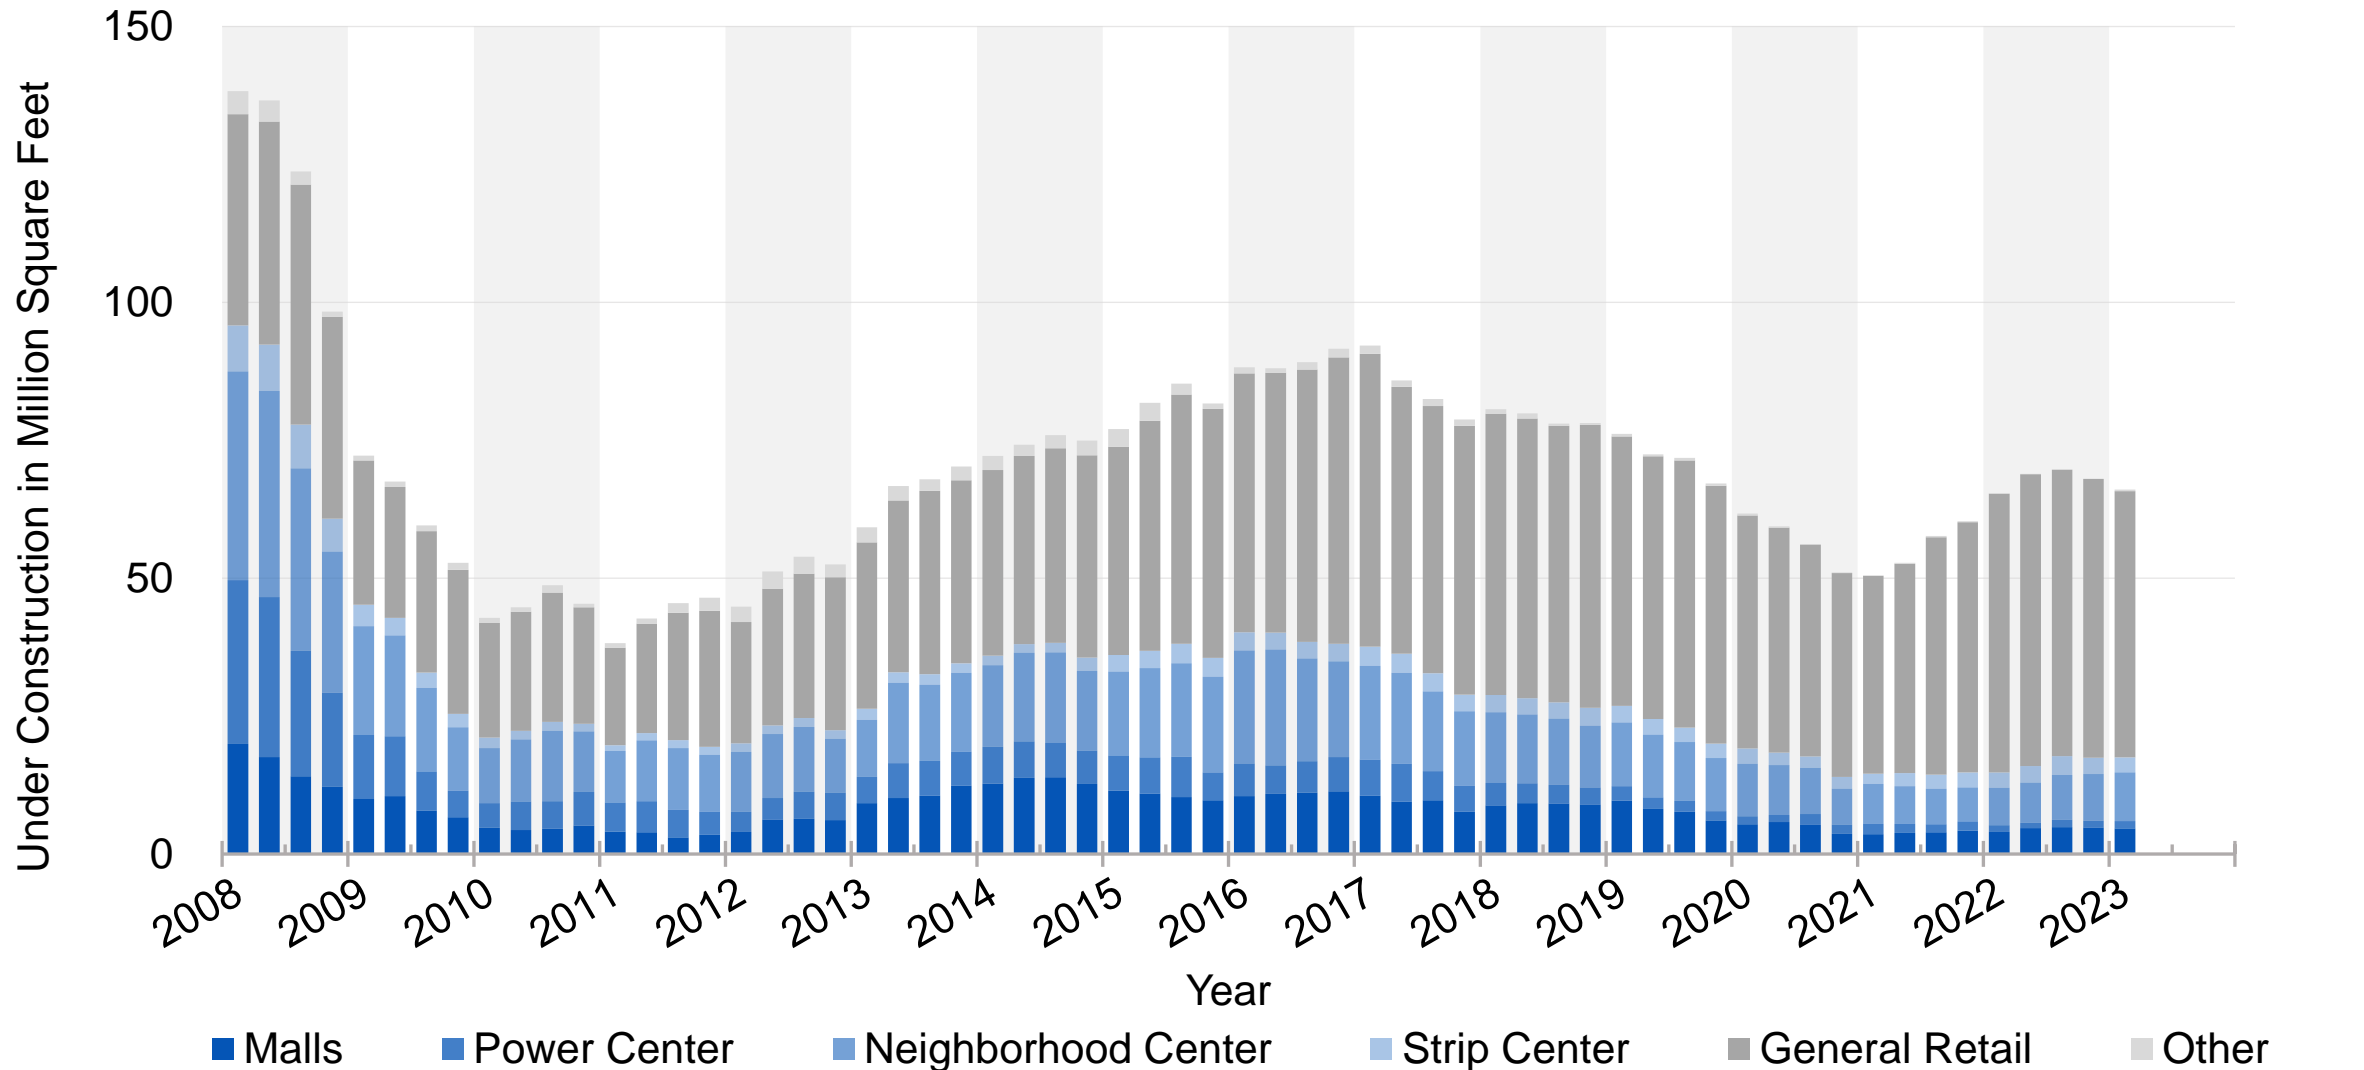 Under Construction in Million Square Feet
150
100
50
0
2008 2009 2010 2011 2012 2013 2014 2015 2016 2017 2018 2019 2020 2021 2022 2023
Year
Malls Power Center Neighborhood Center Strip Center General Retail Other